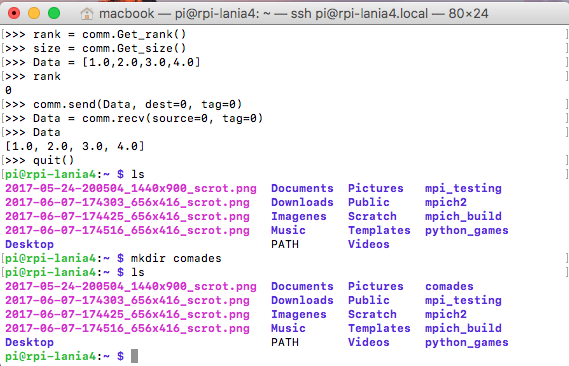 macbook — pi@rpi-lania4: ~ — ssh pi@rpi-lania4.local — 80×24
[>>> rank = comm.Get_rank() ]
[>>> size = comm.Get_size() ]
[>>> Data = [1.0,2.0,3.0,4.0] ]
[>>> rank ]
0
[>>> comm.send(Data, dest=0, tag=0) ]
[>>> Data = comm.recv(source=0, tag=0) ]
[>>> Data ]
[1.0, 2.0, 3.0, 4.0]
[>>> quit() ]
[pi@rpi-lania4:~ $ ls ]
2017-05-24-200504_1440x900_scrot.png Documents Pictures mpi_testing
2017-06-07-174303_656x416_scrot.png Downloads Public mpich2
2017-06-07-174425_656x416_scrot.png Imagenes Scratch mpich_build
2017-06-07-174516_656x416_scrot.png Music Templates python_games
Desktop PATH Videos
[pi@rpi-lania4:~ $ mkdir comades ]
[pi@rpi-lania4:~ $ ls ]
2017-05-24-200504_1440x900_scrot.png Documents Pictures comades
2017-06-07-174303_656x416_scrot.png Downloads Public mpi_testing
2017-06-07-174425_656x416_scrot.png Imagenes Scratch mpich2
2017-06-07-174516_656x416_scrot.png Music Templates mpich_build
Desktop PATH Videos python_games
pi@rpi-lania4:~ $